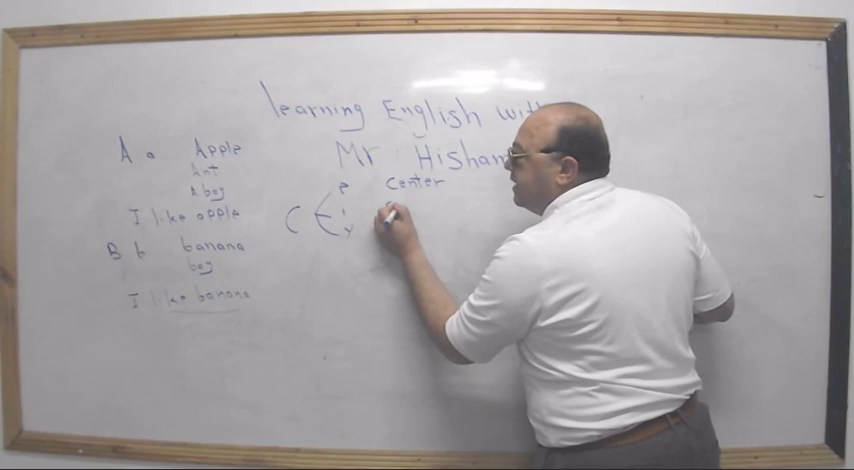 learning English with
Mr Hisham
A a Apple
Ant
A boy
I like apple
B b banana
boy
I like banana
C
e center
i
y